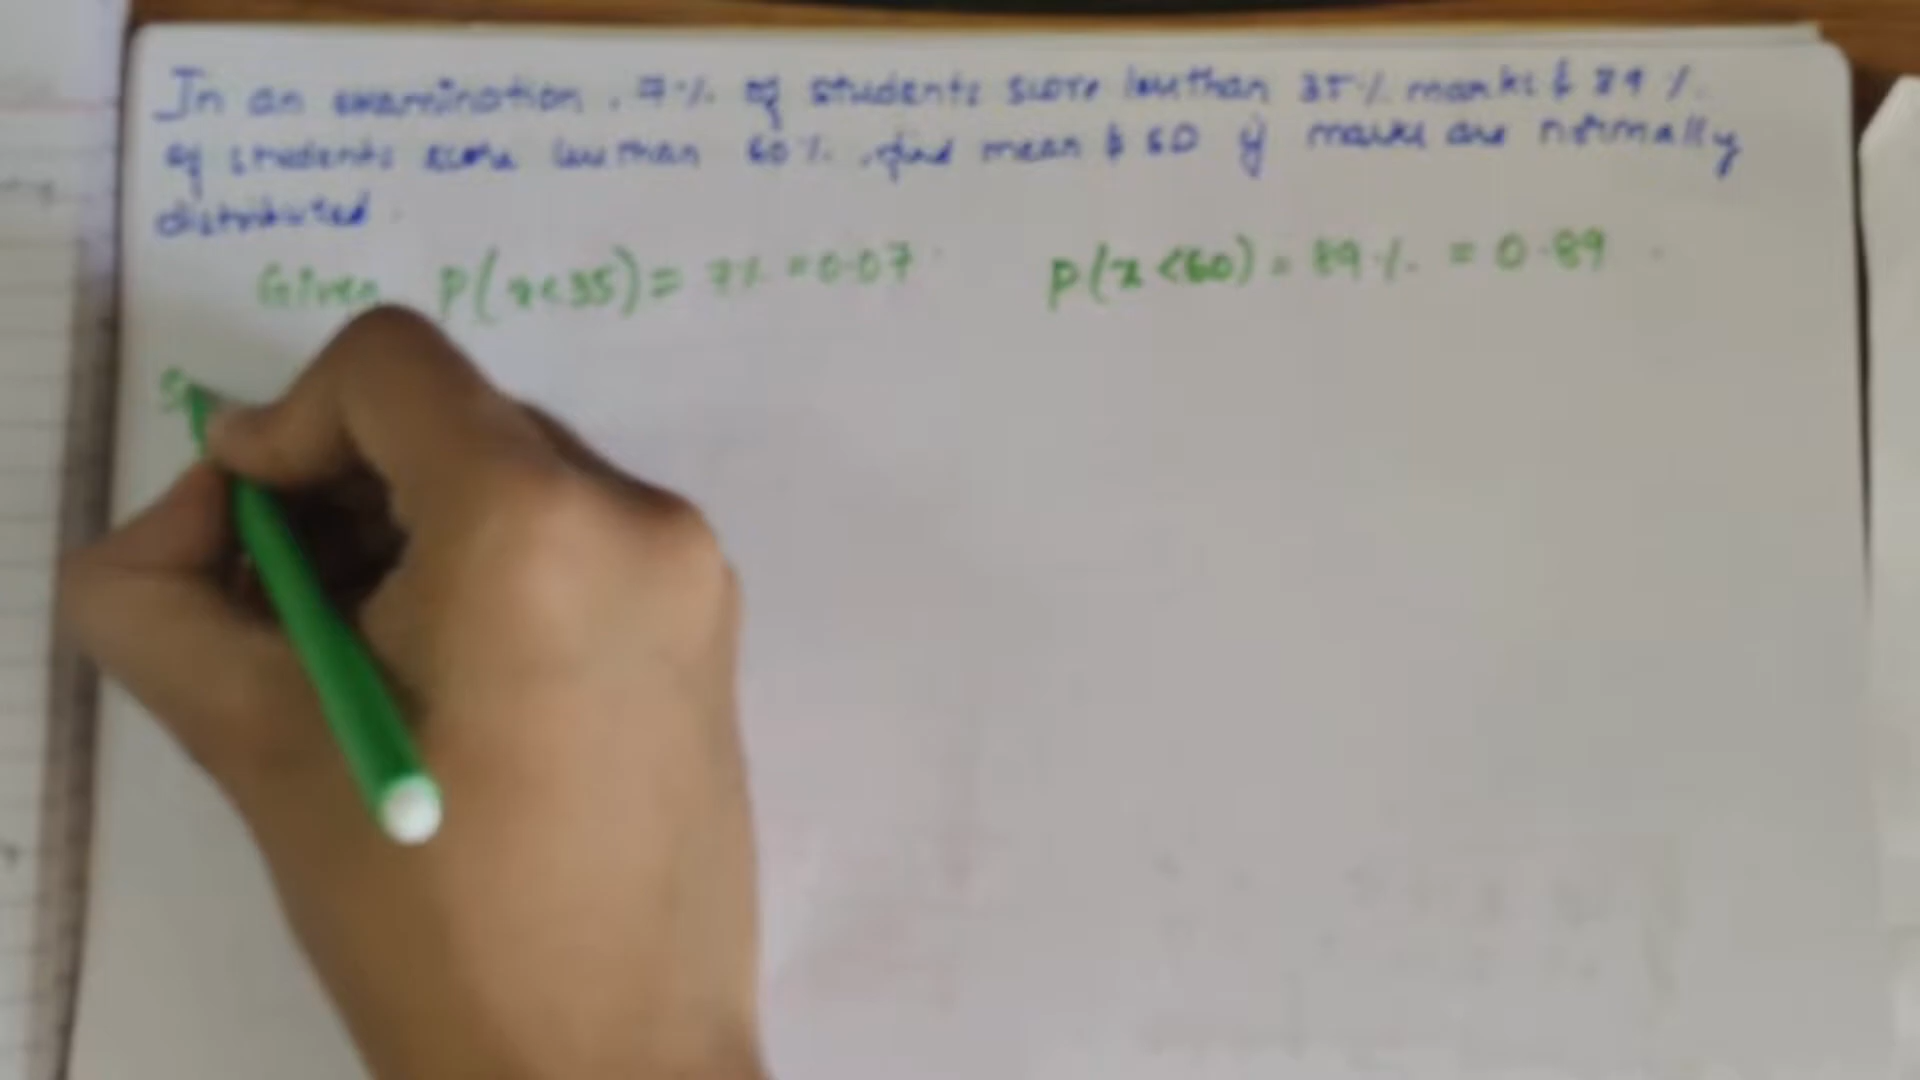 In an examination, 7% of students score less than 35% marks & 89%
of students score less than 60%, find mean & SD if marks are normally
distributed.
Given P(x<35) = 7% = 0.07 P(x<60) = 89% = 0.89